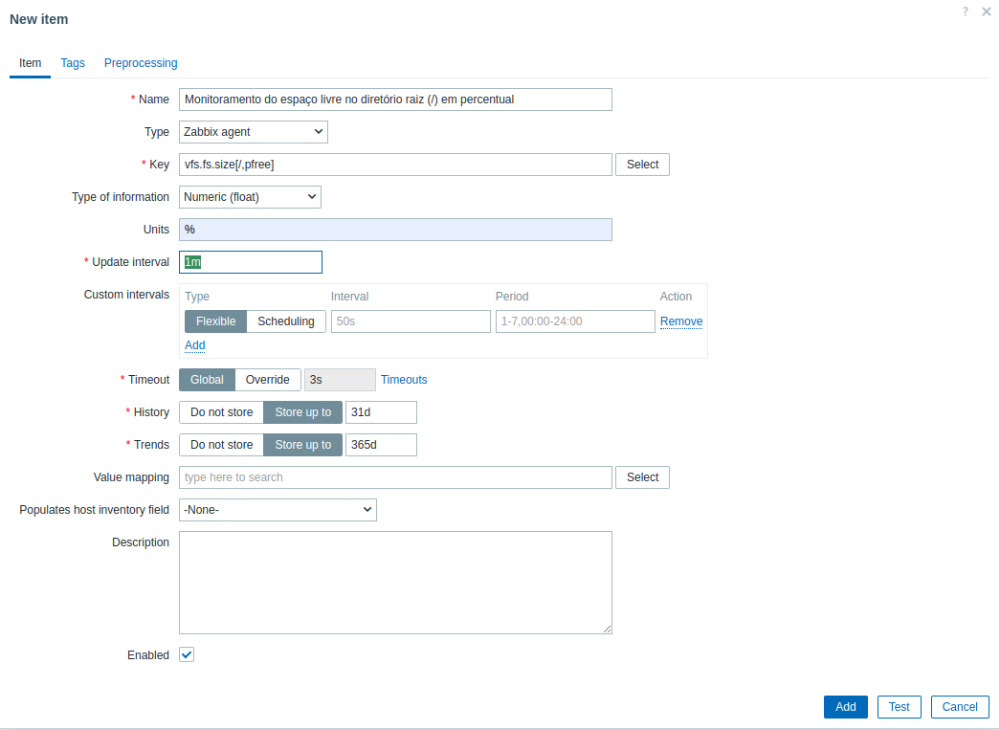 New item
?
Item Tags Preprocessing
* Name Monitoramento do espaço livre no diretório raiz (/) em percentual
Type Zabbix agent
* Key vfs.fs.size[/,pfree] Select
Type of information Numeric (float)
Units %
* Update interval 1m
Custom intervals Type Interval Period Action
Flexible Scheduling 50s 1-7,00:00-24:00 Remove
Add
* Timeout Global Override 3s Timeouts
* History Do not store Store up to 31d
* Trends Do not store Store up to 365d
Value mapping type here to search Select
Populates host inventory field -None-
Description
Enabled
Add Test Cancel